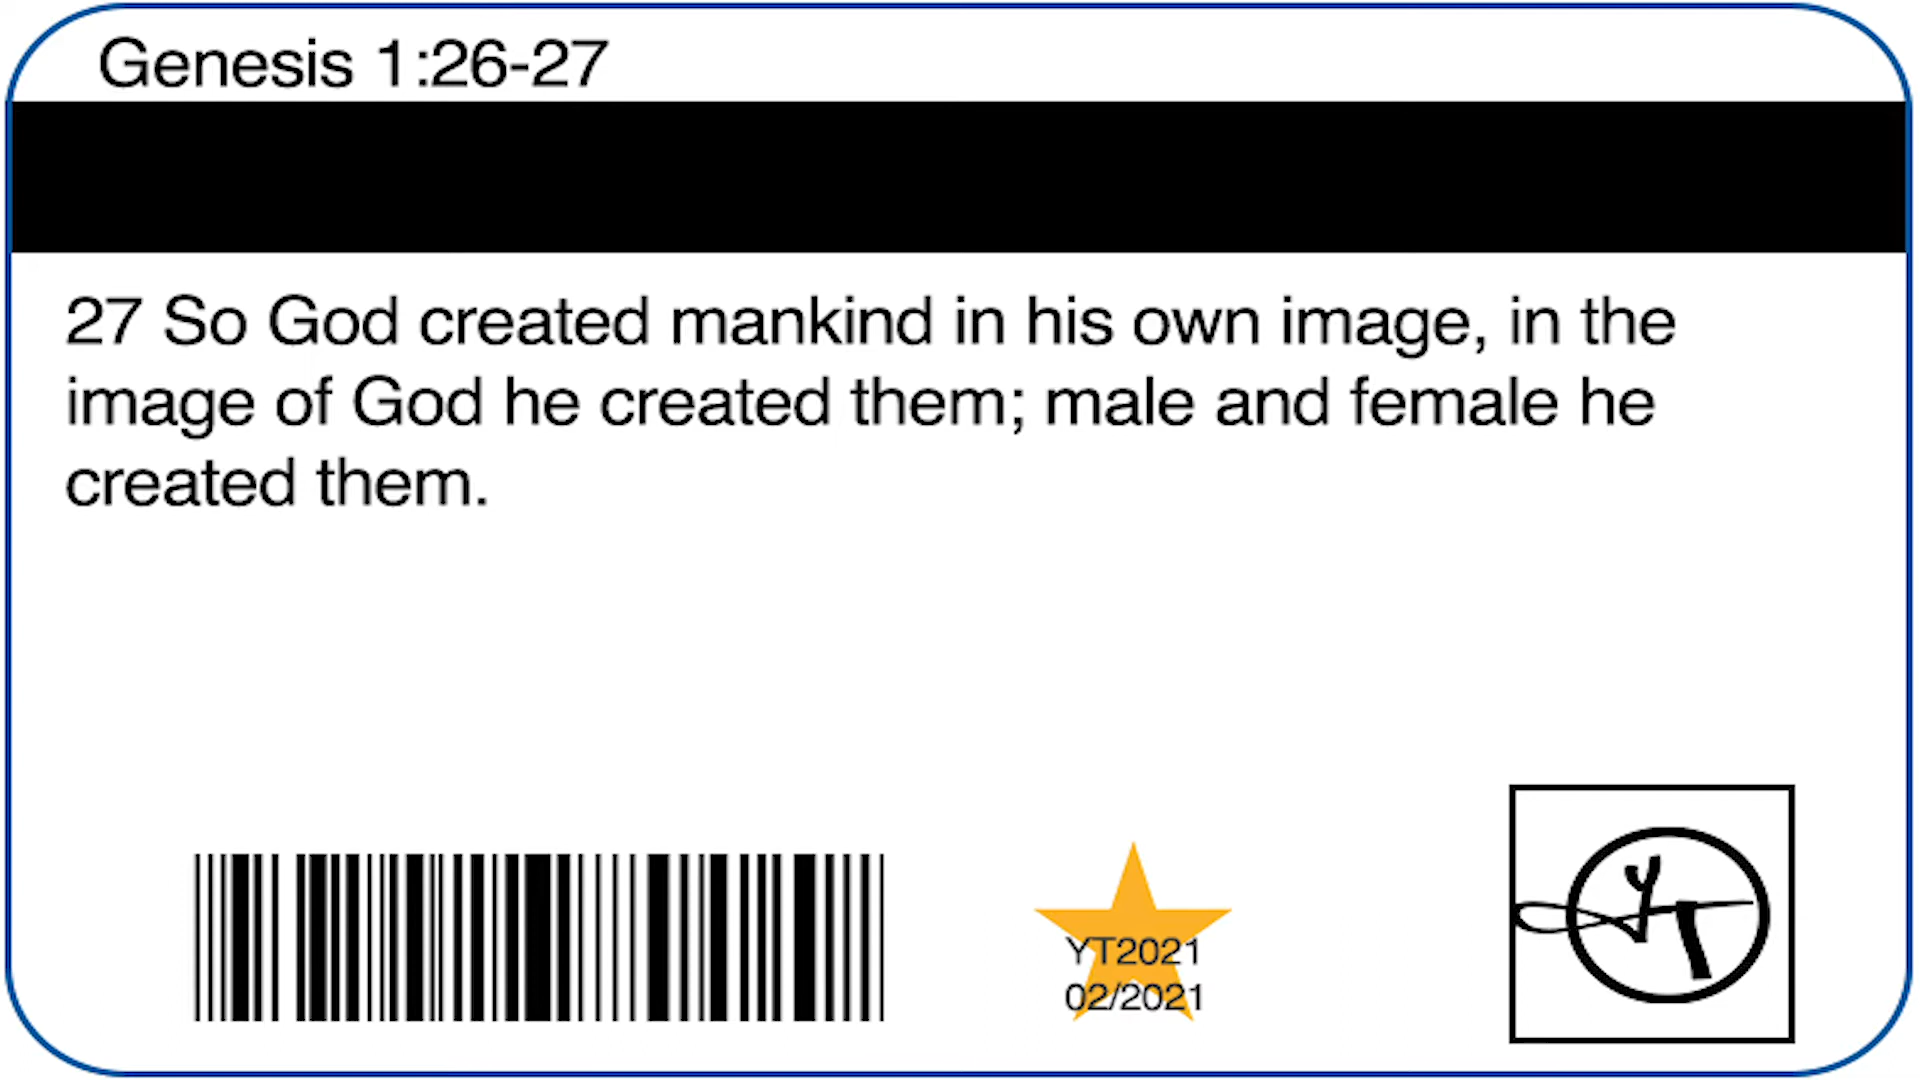 Genesis 1:26-27
27 So God created mankind in his own image, in the
image of God he created them; male and female he
created them.
YT2021
02/2021
YT